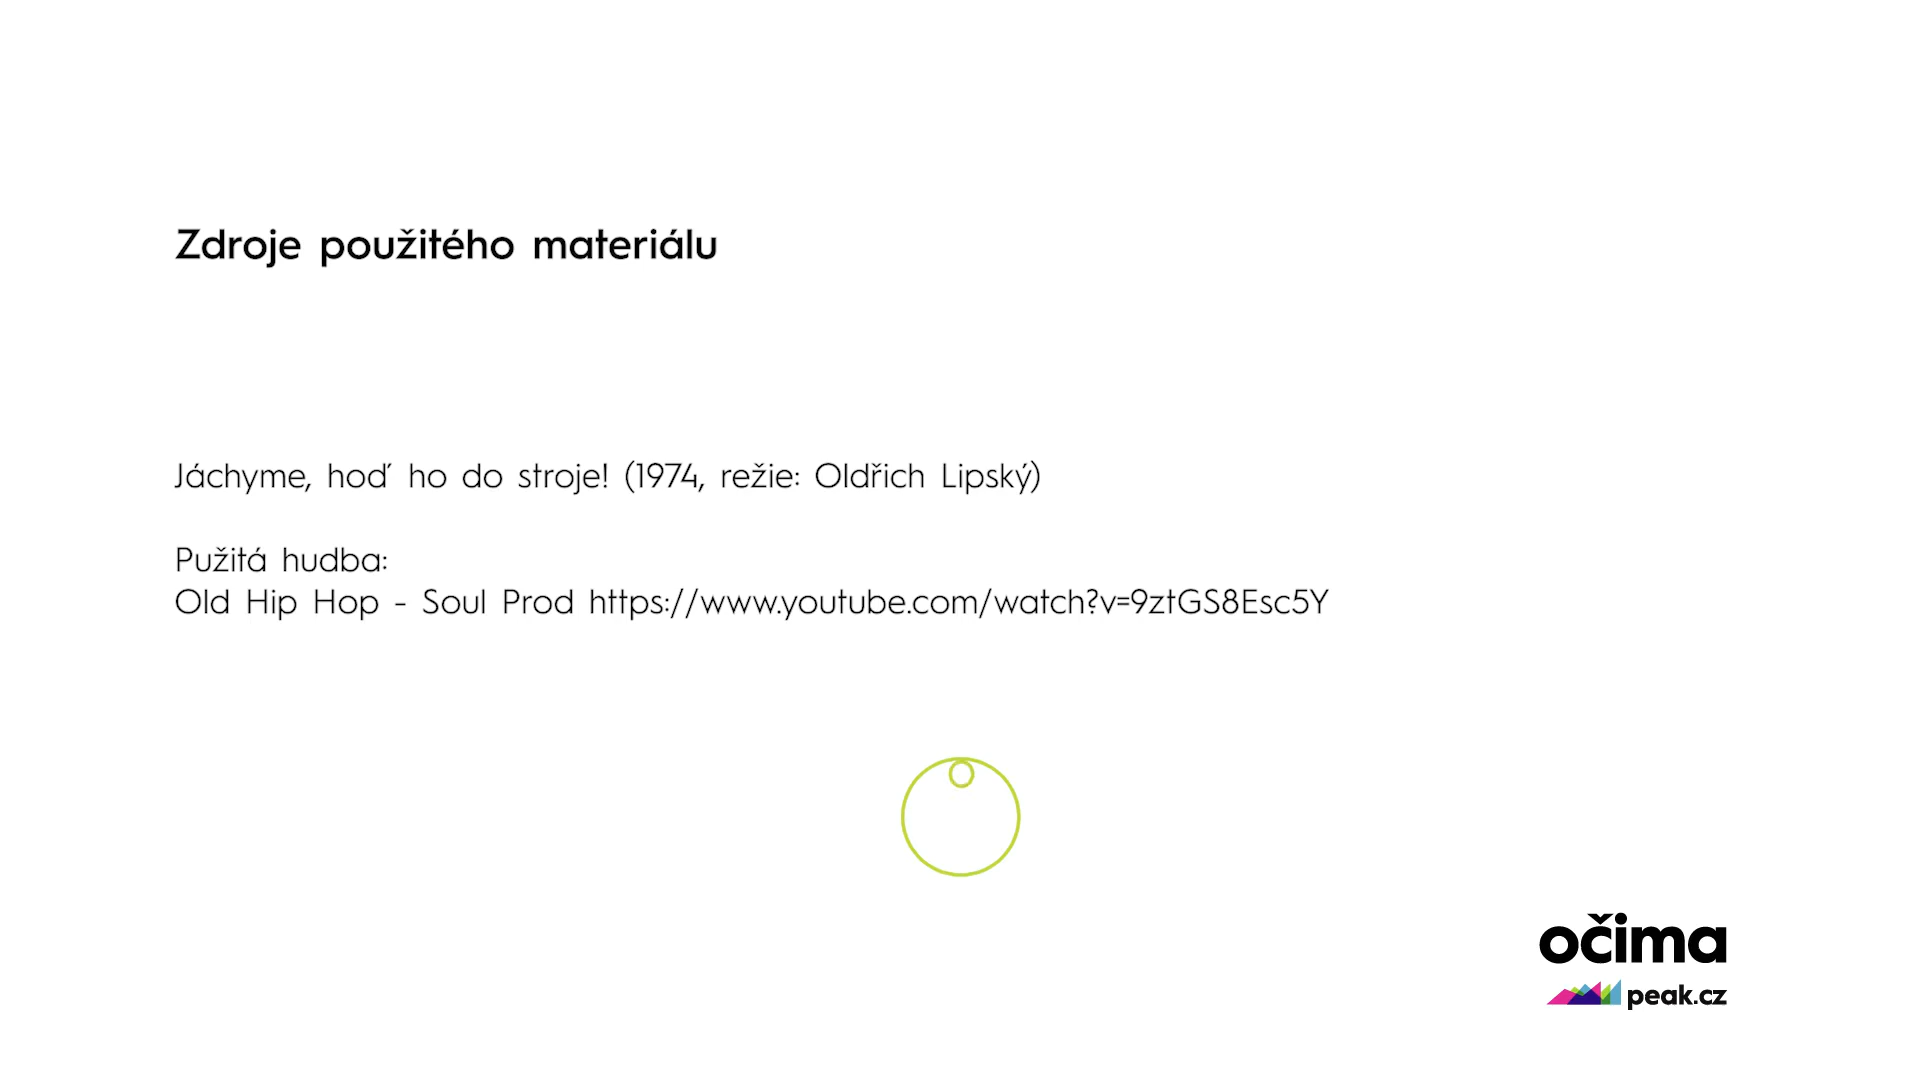 Zdroje použitého materiálu
Jáchyme, hoď ho do stroje! (1974, režie: Oldřich Lipský)
Pužitá hudba:
Old Hip Hop - Soul Prod https://www.youtube.com/watch?v=9ztGS8Esc5Y
očima
peak.cz